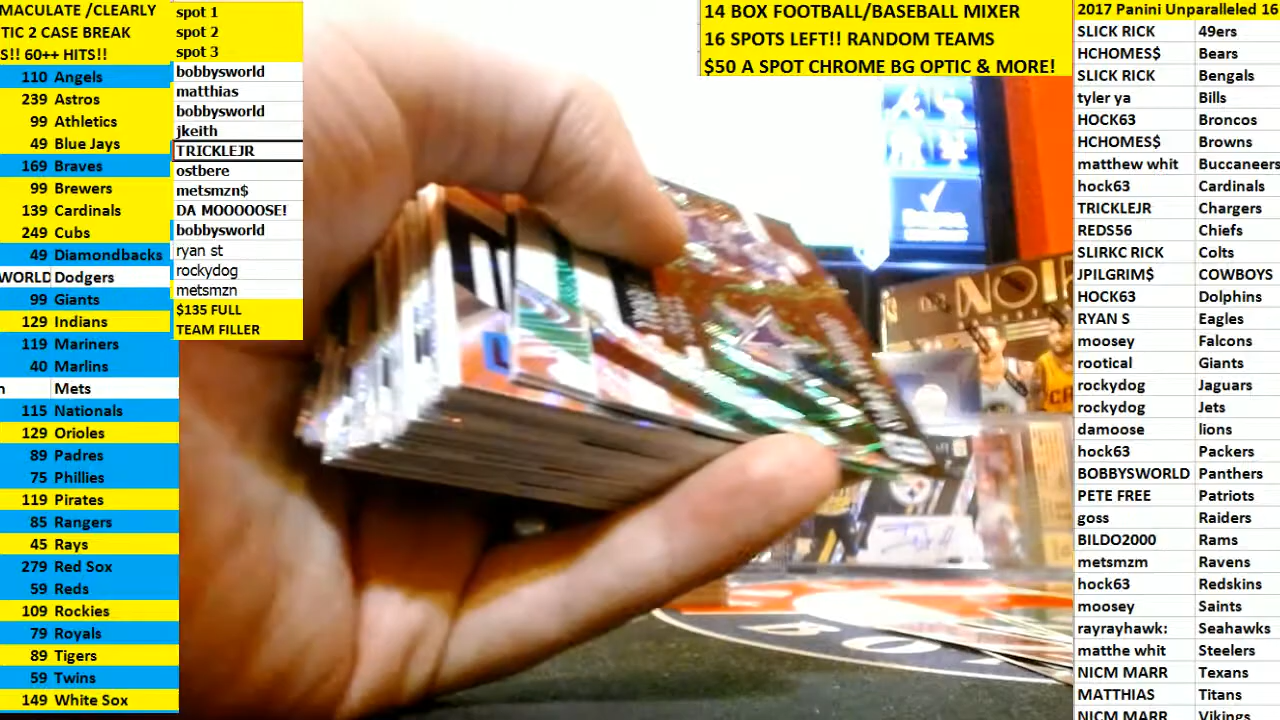 MACULATE /CLEARLY
TIC 2 CASE BREAK
S!! 60++ HITS!!
110 Angels
239 Astros
99 Athletics
49 Blue Jays
169 Braves
99 Brewers
139 Cardinals
249 Cubs
49 Diamondbacks
WORLD Dodgers
99 Giants
129 Indians
119 Mariners
40 Marlins
Mets
115 Nationals
129 Orioles
89 Padres
75 Phillies
119 Pirates
85 Rangers
45 Rays
279 Red Sox
59 Reds
109 Rockies
79 Royals
89 Tigers
59 Twins
149 White Sox
spot 1
spot 2
spot 3
bobbysworld
matthias
bobbysworld
jkeith
TRICKLEJR
ostbere
metsmzn$
DA MOOOOOSE!
bobbysworld
ryan st
rockydog
metsmzn
$135 FULL
TEAM FILLER
14 BOX FOOTBALL/BASEBALL MIXER
16 SPOTS LEFT!! RANDOM TEAMS
$50 A SPOT CHROME BG OPTIC & MORE!
NOIR
2017 Panini Unparalleled 16
SLICK RICK 49ers
HCHOMES$ Bears
SLICK RICK Bengals
tyler ya Bills
HOCK63 Broncos
HCHOMES$ Browns
matthew whit Buccaneers
hock63 Cardinals
TRICKLEJR Chargers
REDS56 Chiefs
SLIRKC RICK Colts
JPILGRIM$ COWBOYS
HOCK63 Dolphins
RYAN S Eagles
moosey Falcons
rootical Giants
rockydog Jaguars
rockydog Jets
damoose lions
hock63 Packers
BOBBYSWORLD Panthers
PETE FREE Patriots
goss Raiders
BILDO2000 Rams
metsmzm Ravens
hock63 Redskins
moosey Saints
rayrayhawk: Seahawks
matthe whit Steelers
NICM MARR Texans
MATTHIAS Titans
NICM MARR Vikings